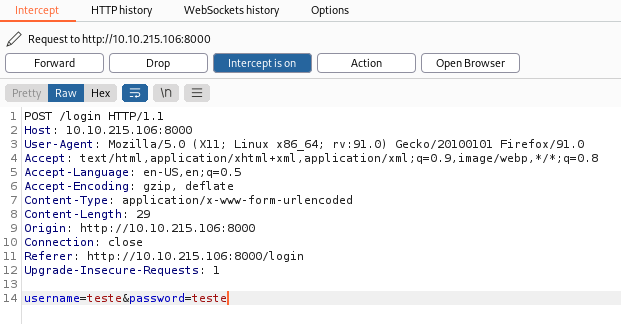 Intercept HTTP history WebSockets history Options
Request to http://10.10.215.106:8000
Forward Drop Intercept is on Action Open Browser
Pretty Raw Hex \n
1 POST /login HTTP/1.1
2 Host: 10.10.215.106:8000
3 User-Agent: Mozilla/5.0 (X11; Linux x86_64; rv:91.0) Gecko/20100101 Firefox/91.0
4 Accept: text/html,application/xhtml+xml,application/xml;q=0.9,image/webp,*/*;q=0.8
5 Accept-Language: en-US,en;q=0.5
6 Accept-Encoding: gzip, deflate
7 Content-Type: application/x-www-form-urlencoded
8 Content-Length: 29
9 Origin: http://10.10.215.106:8000
10 Connection: close
11 Referer: http://10.10.215.106:8000/login
12 Upgrade-Insecure-Requests: 1
13
14 username=teste&password=teste